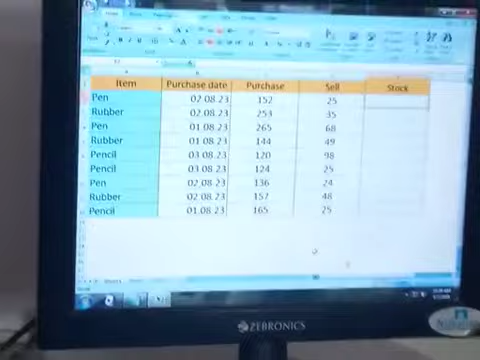 Item Purchase date Purchase Sell Stock
Pen 02.08.23 152 25
Rubber 02.08.23 253 35
Pen 01.08.23 265 68
Rubber 01.08.23 144 49
Pencil 03.08.23 120 98
Pencil 03.08.23 124 25
Pen 02.08.23 136 24
Rubber 02.08.23 157 48
Pencil 01.08.23 165 25
ZEBRONICS